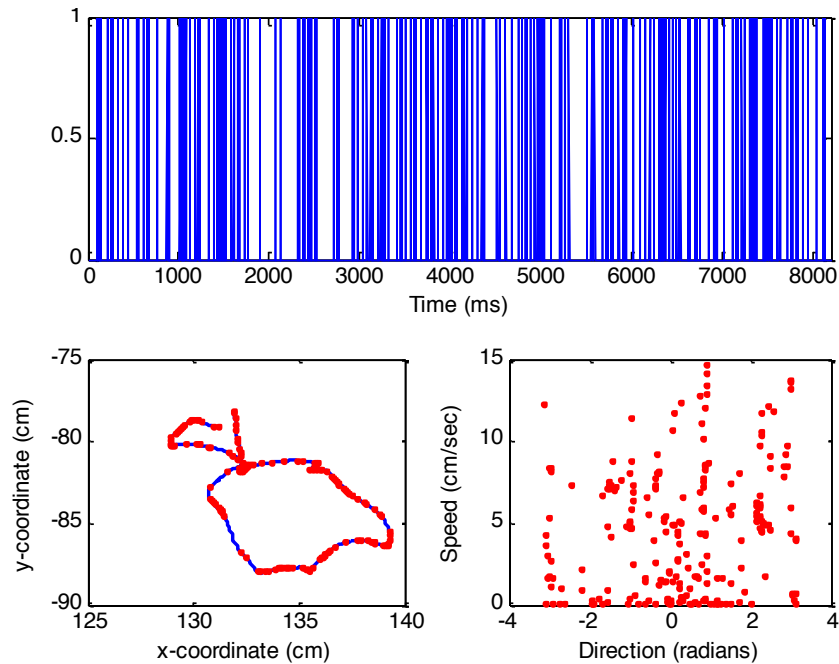 1
0.5
0
0 1000 2000 3000 4000 5000 6000 7000 8000
Time (ms)
-75
-80
-85
-90
y-coordinate (cm)
125 130 135 140
x-coordinate (cm)
15
10
5
0
Speed (cm/sec)
-4 -2 0 2 4
Direction (radians)